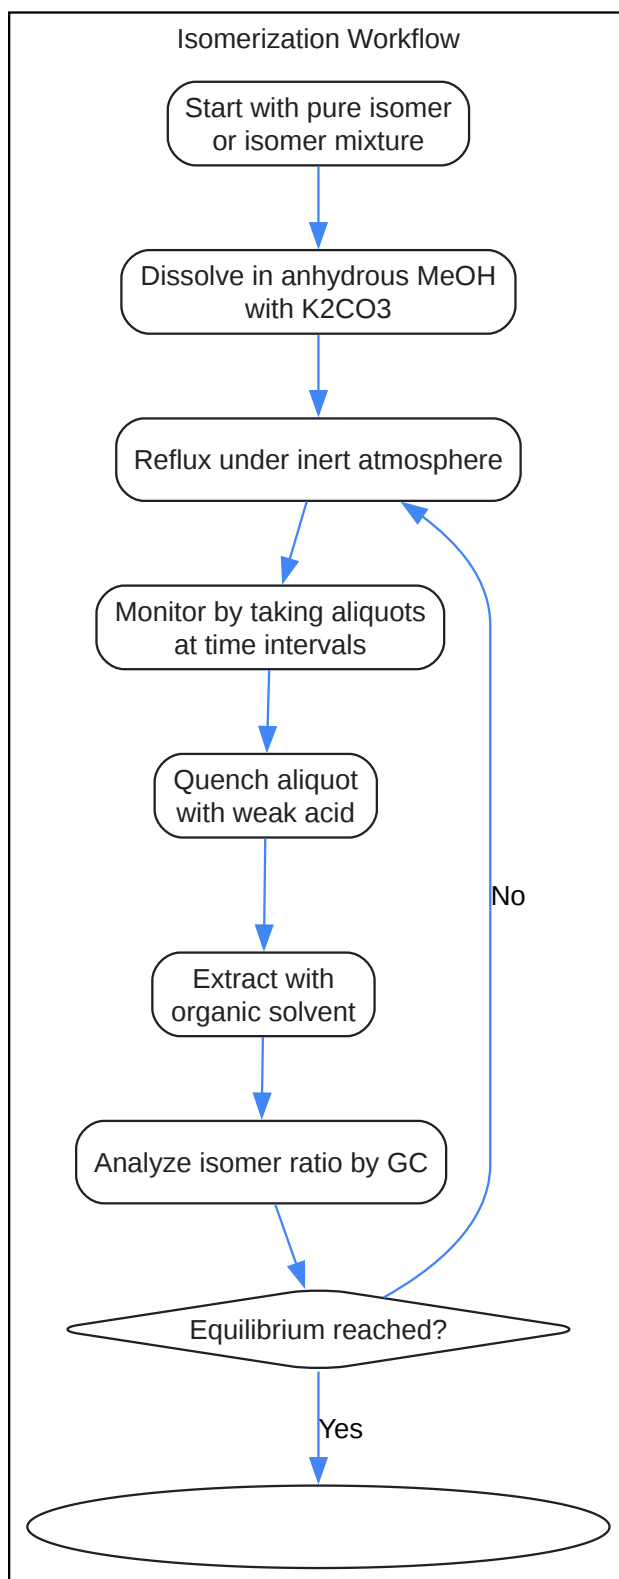 Isomerization Workflow
Start with pure isomer
or isomer mixture
Dissolve in anhydrous MeOH
with K2CO3
Reflux under inert atmosphere
Monitor by taking aliquots
at time intervals
Quench aliquot
with weak acid
No
Extract with
organic solvent
Analyze isomer ratio by GC
Equilibrium reached?
Yes